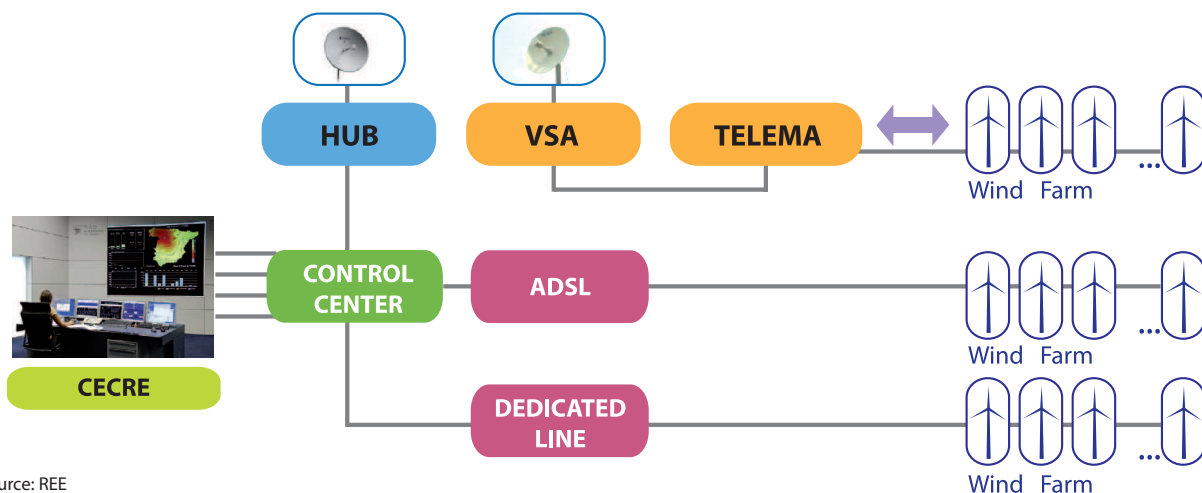 HUB
VSA
TELEMA
...
Wind Farm
CONTROL
CENTER
ADSL
...
Wind Farm
CECRE
DEDICATED
LINE
...
Wind Farm
urce: REE